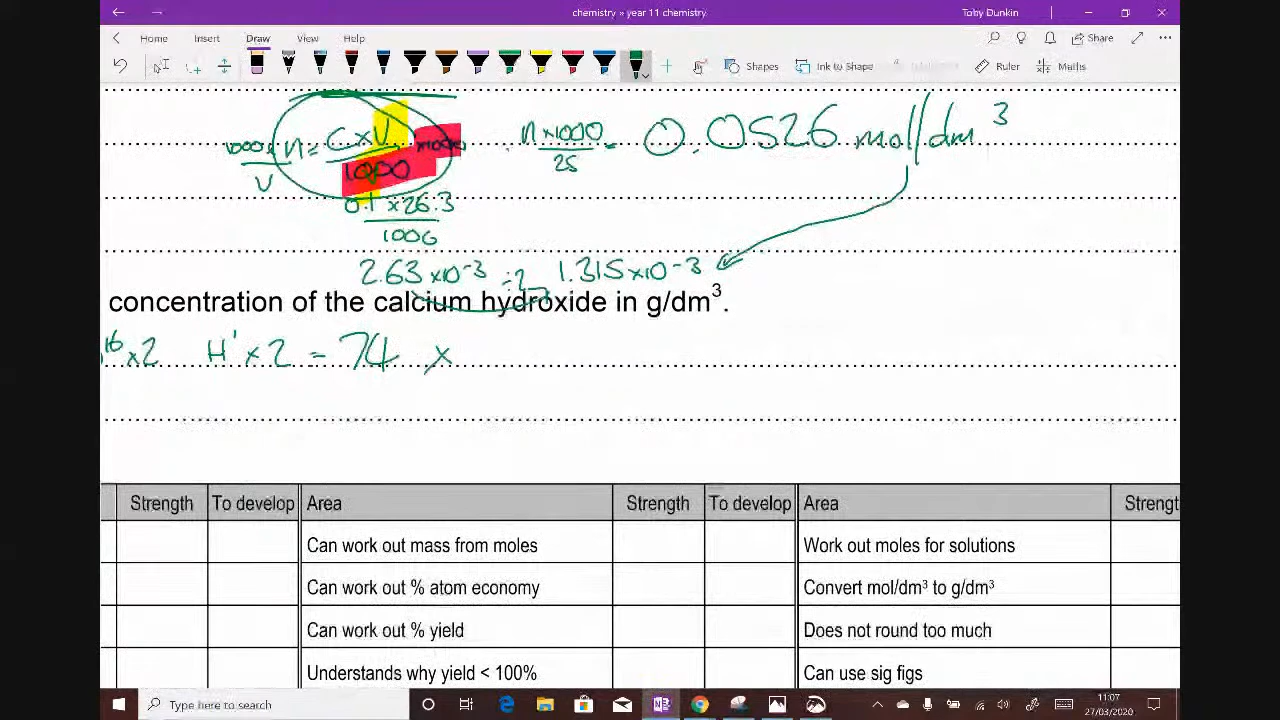 chemistry » year 11 chemistry
Toby Dunkin
Home Insert Draw View Help
Share
Shapes Ink to Shape Ruler Maths
n = C x V
1000
V
n x 1000
25
= 0.0526 mol/dm³
0.1 x 26.3
1000
2.63 x10⁻³ ÷2 1.315 x10⁻³
concentration of the calcium hydroxide in g/dm³.
16 x2 H¹ x 2 = 74 x
Strength To develop Area Strength To develop Area Strengt
Can work out mass from moles Work out moles for solutions
Can work out % atom economy Convert mol/dm³ to g/dm³
Can work out % yield Does not round too much
Understands why yield < 100% Can use sig figs
Type here to search
11:07
27/03/2020